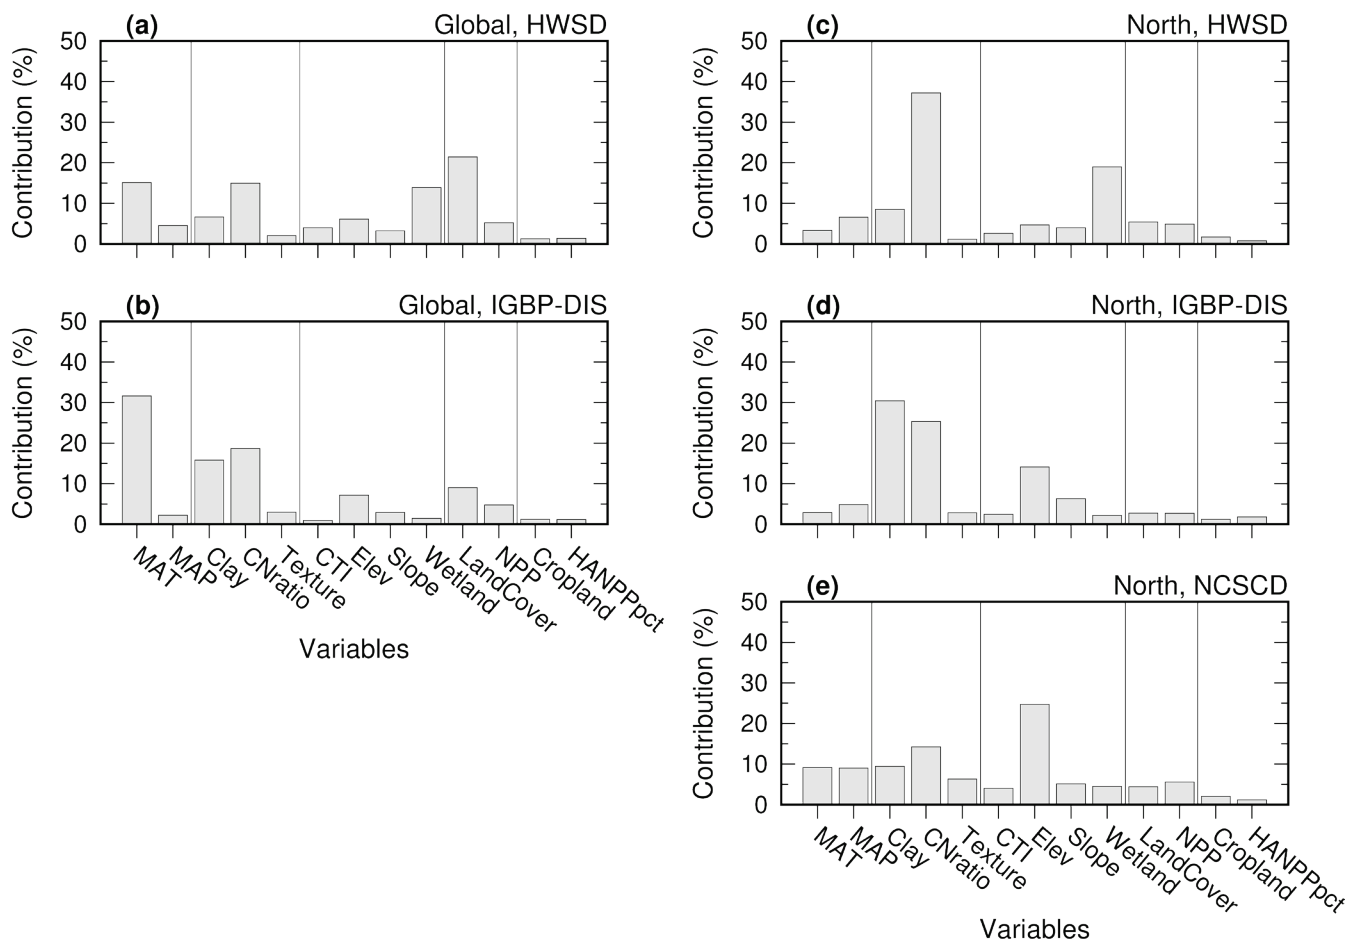 (a) Global, HWSD
Contribution (%)
50
40
30
20
10
0
(b) Global, IGBP-DIS
Contribution (%)
50
40
30
20
10
0
MAT MAP Clay CNratio Texture CTI Elev Slope Wetland LandCover NPP Cropland HANPPpct
Variables
(c) North, HWSD
Contribution (%)
50
40
30
20
10
0
(d) North, IGBP-DIS
Contribution (%)
50
40
30
20
10
0
(e) North, NCSCD
Contribution (%)
50
40
30
20
10
0
MAT MAP Clay CNratio Texture CTI Elev Slope Wetland LandCover NPP Cropland HANPPpct
Variables